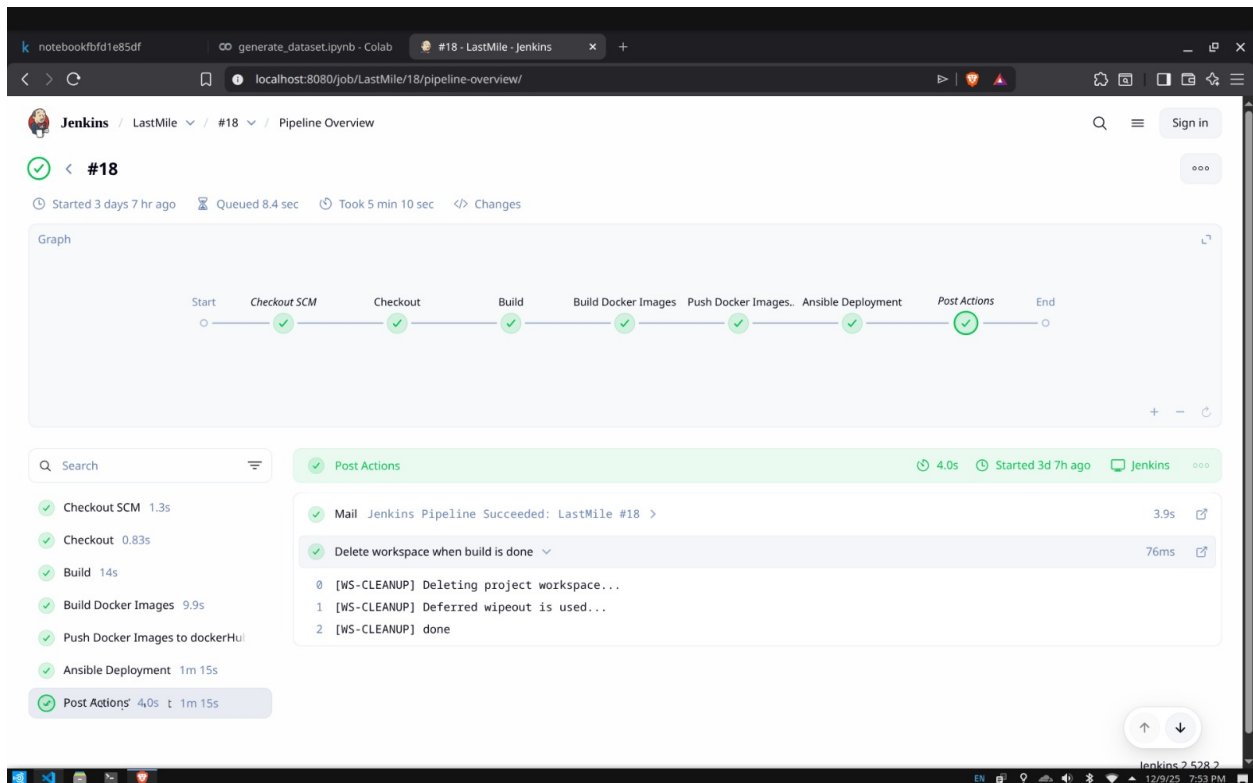 notebookfbfd1e85df
generate_dataset.ipynb - Colab
#18 - LastMile - Jenkins
localhost:8080/job/LastMile/18/pipeline-overview/
Jenkins / LastMile / #18 / Pipeline Overview
Sign in
#18
Started 3 days 7 hr ago Queued 8.4 sec Took 5 min 10 sec Changes
Graph
Start Checkout SCM Checkout Build Build Docker Images Push Docker Images.. Ansible Deployment Post Actions End
Search
Checkout SCM 1.3s
Checkout 0.83s
Build 14s
Build Docker Images 9.9s
Push Docker Images to dockerHu
Ansible Deployment 1m 15s
Post Actions 4.0s 1m 15s
Post Actions 4.0s Started 3d 7h ago Jenkins
Mail Jenkins Pipeline Succeeded: LastMile #18 > 3.9s
Delete workspace when build is done 76ms
0 [WS-CLEANUP] Deleting project workspace...
1 [WS-CLEANUP] Deferred wipeout is used...
2 [WS-CLEANUP] done
Jenkins 2.528.2
EN 12/9/25 7:53 PM